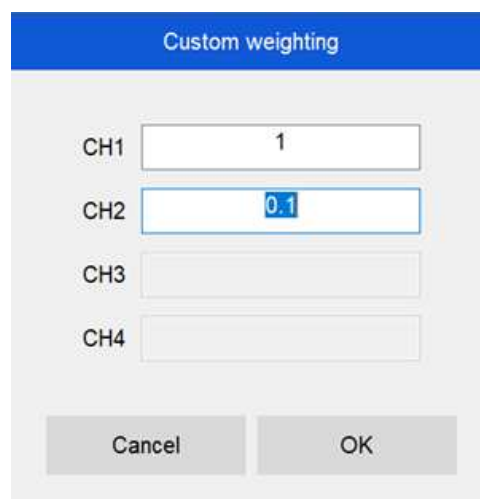 Custom weighting
CH1 1
CH2 0.1
CH3
CH4
Cancel OK